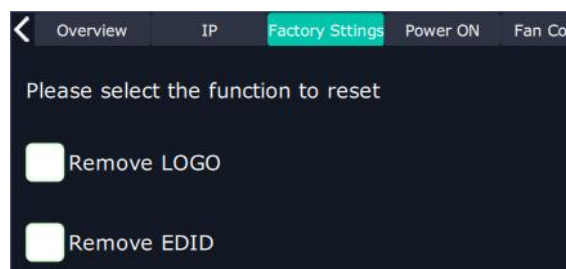 Overview IP Factory Sttings Power ON Fan Co
Please select the function to reset
Remove LOGO
Remove EDID